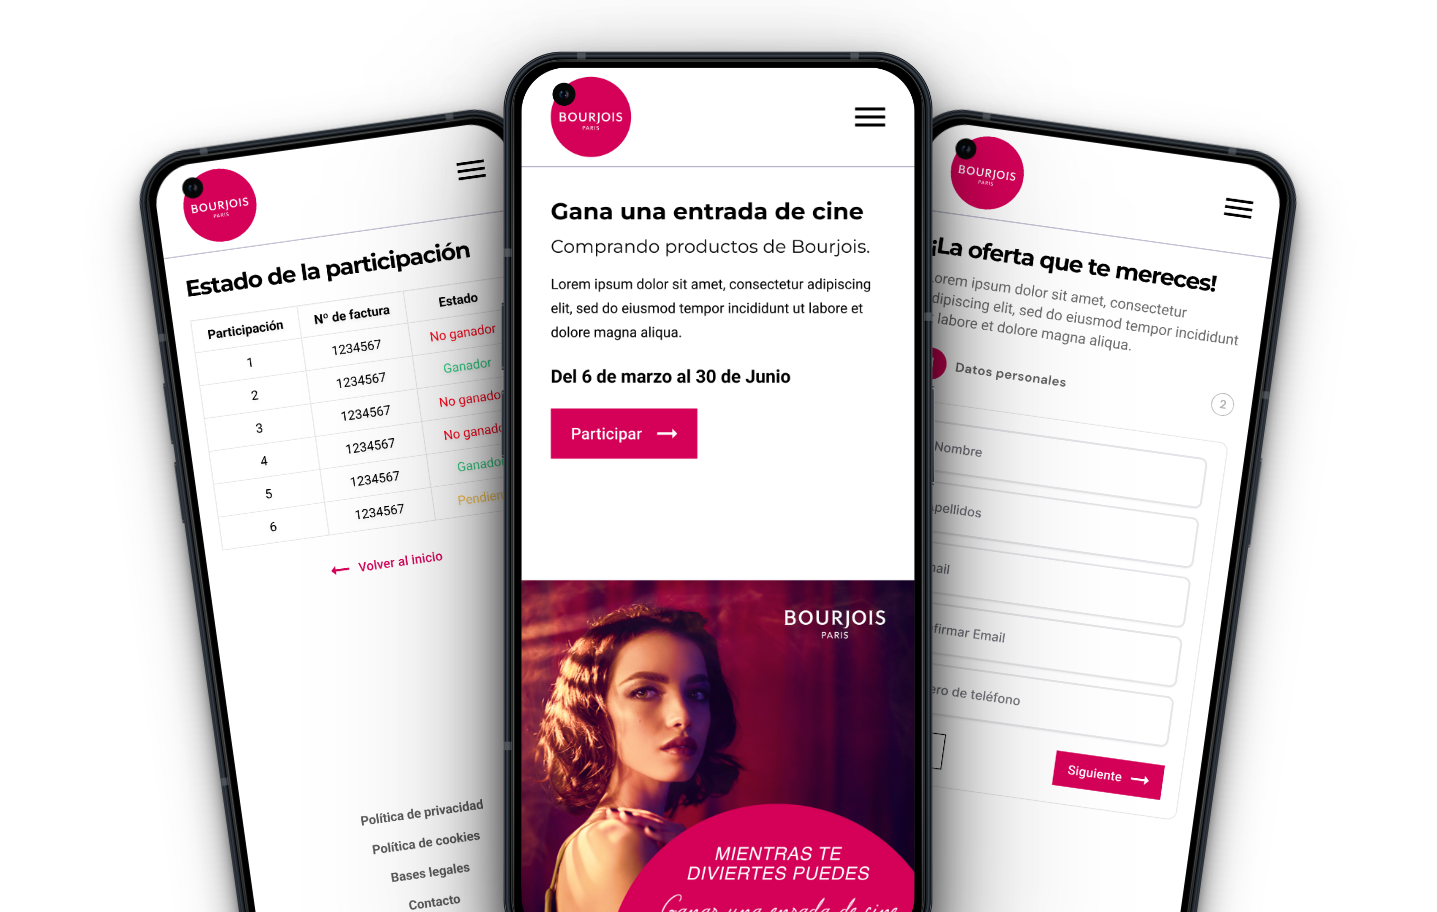 BOURJOIS
PARIS
Estado de la participación
Participación Nº de factura Estado
1 1234567 No ganador
2 1234567 Ganador
3 1234567 No ganador
4 1234567 No ganado
5 1234567 Ganado
6 1234567 Pendien
Volver al inicio
Política de privacidad
Política de cookies
Bases legales
Contacto
BOURJOIS
PARIS
Gana una entrada de cine
Comprando productos de Bourjois.
Lorem ipsum dolor sit amet, consectetur adipiscing
elit, sed do eiusmod tempor incididunt ut labore et
dolore magna aliqua.
Del 6 de marzo al 30 de Junio
Participar
BOURJOIS
PARIS
MIENTRAS TE
DIVIERTES PUEDES
Ganar una enrada de cine
BOURJOIS
PARIS
¡La oferta que te mereces!
orem ipsum dolor sit amet, consectetur
dipiscing elit, sed do eiusmod tempor incididunt
labore et dolore magna aliqua.
Datos personales
2
Nombre
pellidos
mail
firmar Email
ero de teléfono
Siguiente